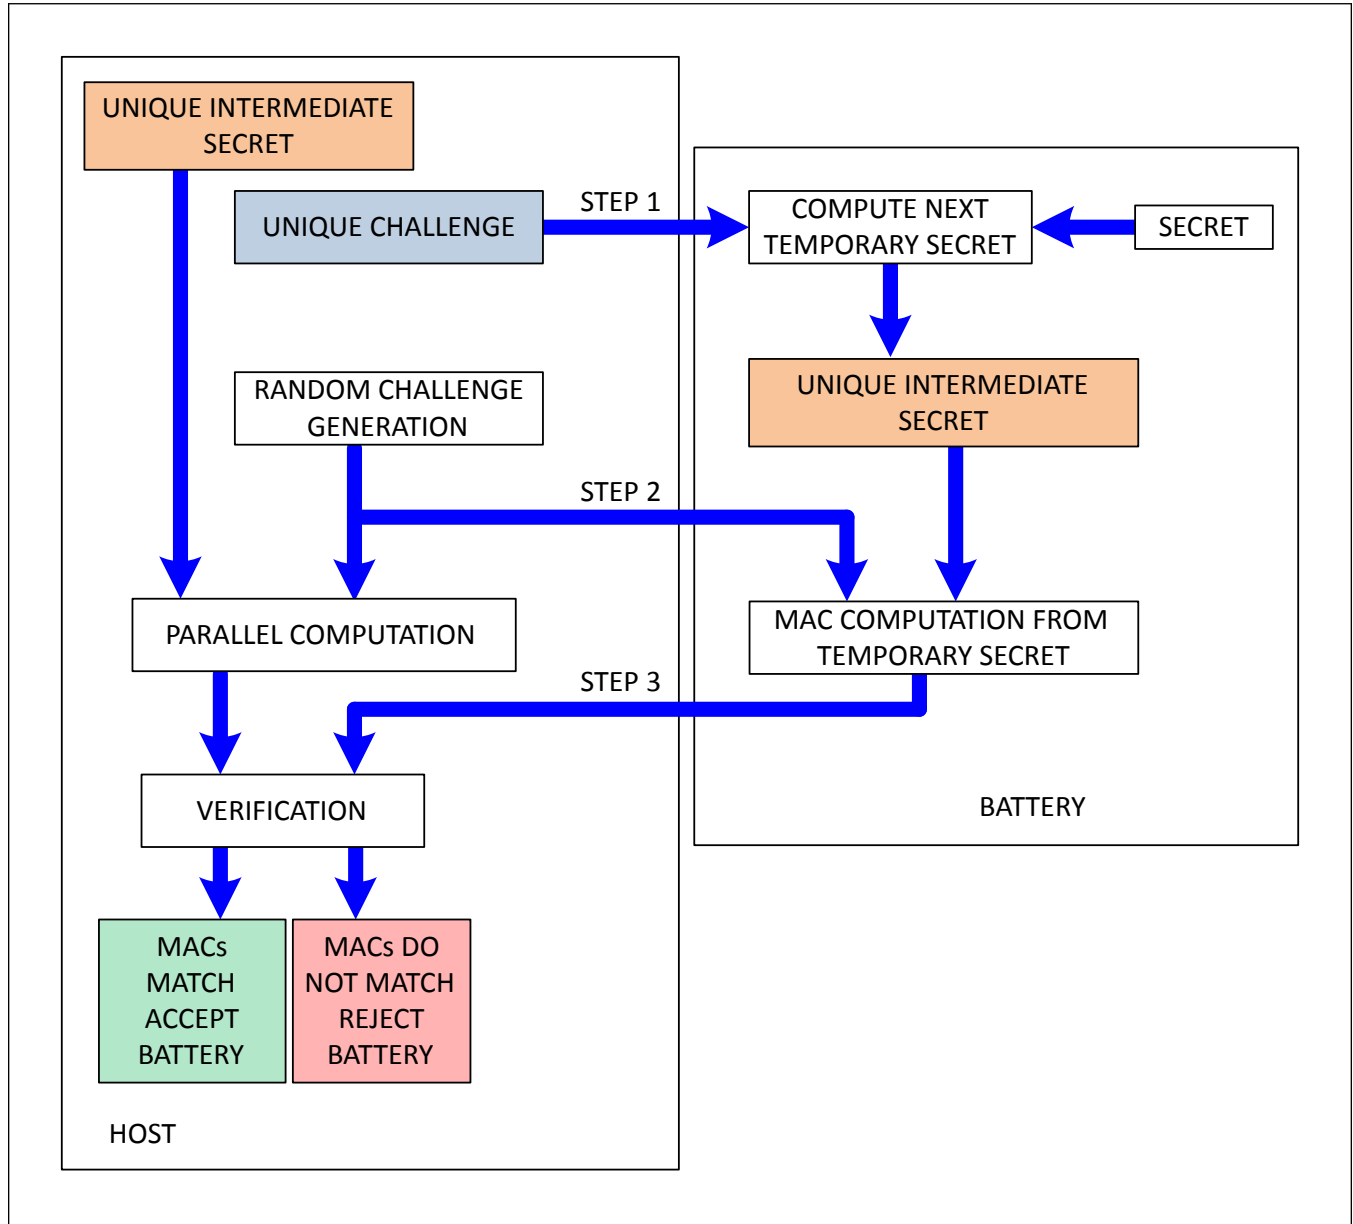 UNIQUE INTERMEDIATE
SECRET
UNIQUE CHALLENGE
STEP 1
COMPUTE NEXT
TEMPORARY SECRET
SECRET
RANDOM CHALLENGE
GENERATION
UNIQUE INTERMEDIATE
SECRET
STEP 2
PARALLEL COMPUTATION
MAC COMPUTATION FROM
TEMPORARY SECRET
STEP 3
VERIFICATION
BATTERY
MACs
MATCH
ACCEPT
BATTERY
MACs DO
NOT MATCH
REJECT
BATTERY
HOST